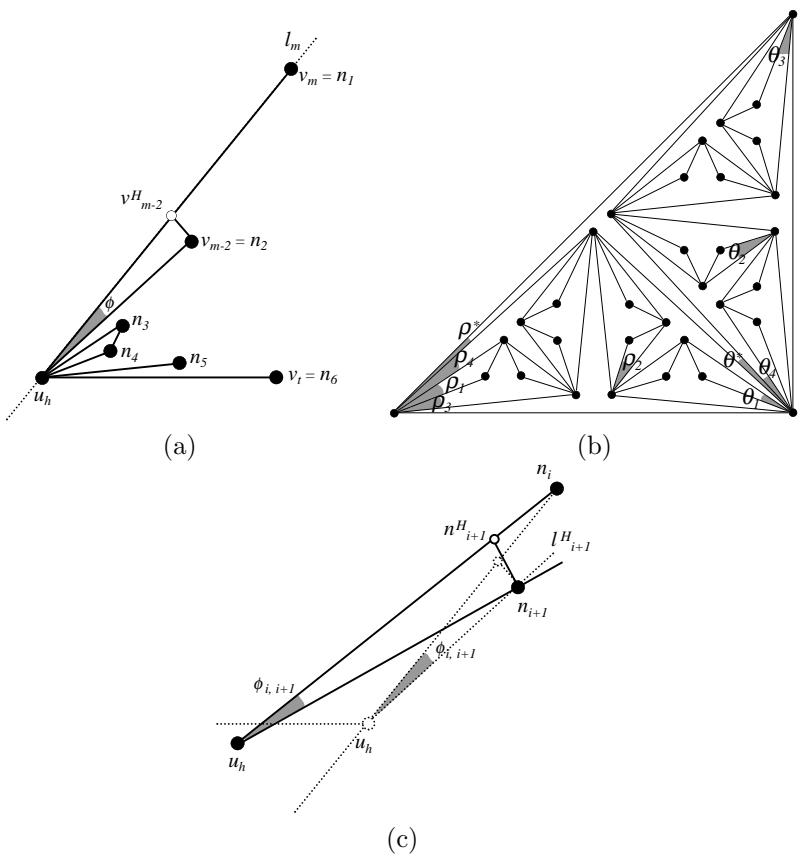 l_m
v_m = n_1
v^H_{m-2}
v_{m-2} = n_2
ϕ
n_3
n_4
n_5
v_t = n_6
u_h
(a)
θ_3
θ_2
ρ*
ρ_4
ρ_1
ρ_3
ρ_2
θ*
θ_4
θ_1
(b)
n_i
n^H_{i+1}
l^H_{i+1}
n_{i+1}
ϕ_{i, i+1}
ϕ_{i, i+1}
u_h
u_h
(c)